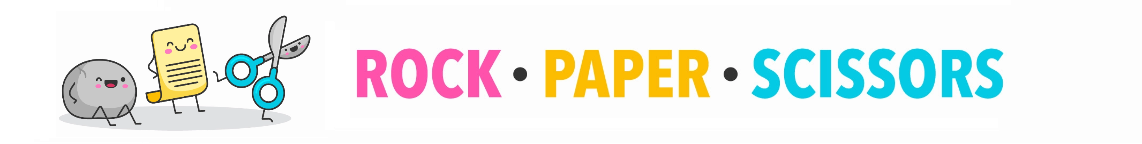 ROCK • PAPER • SCISSORS